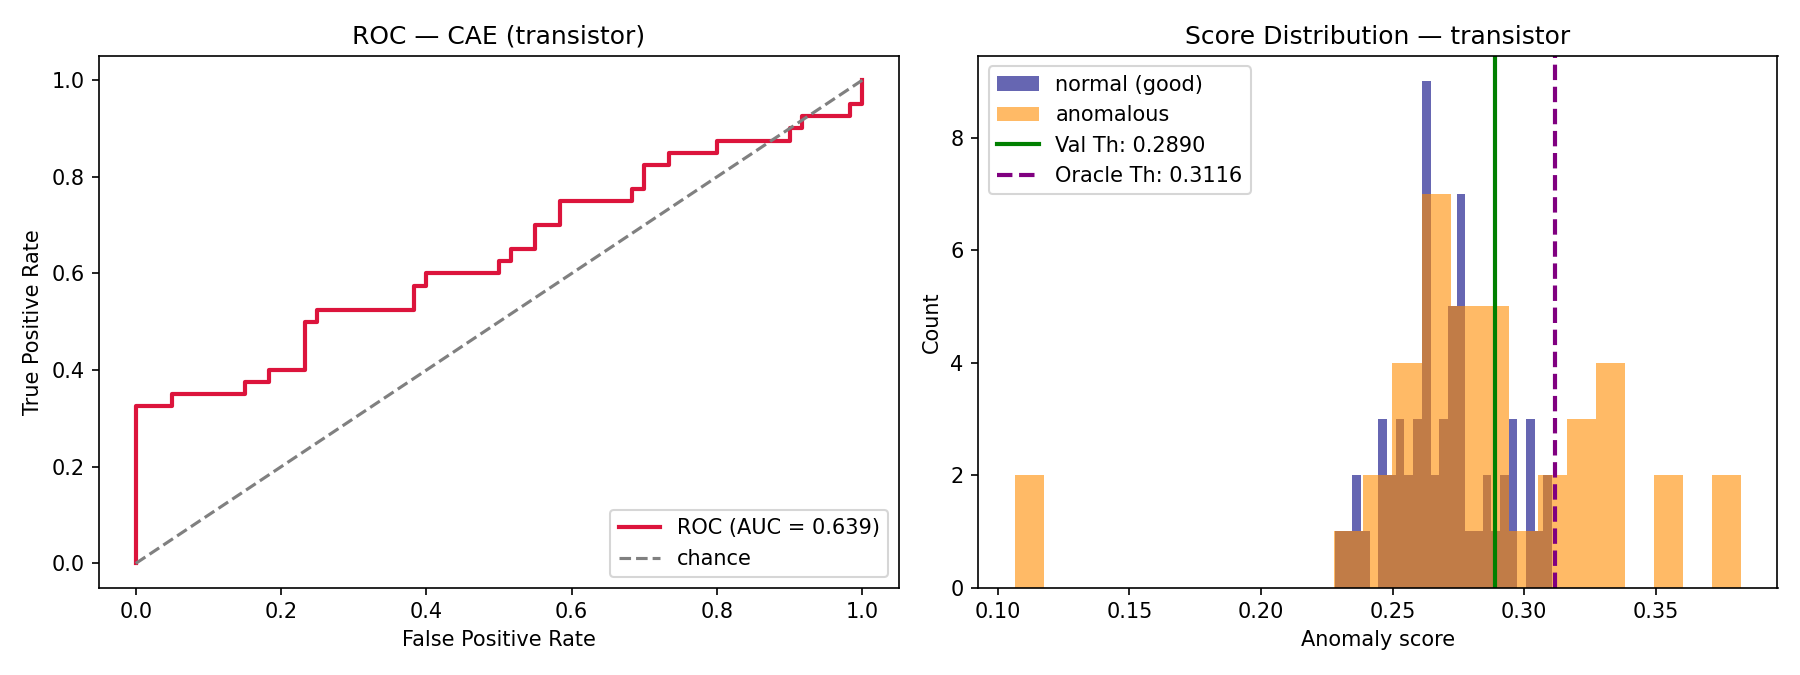 ROC — CAE (transistor)
True Positive Rate
1.0
0.8
0.6
0.4
0.2
0.0
ROC (AUC = 0.639)
chance
0.0 0.2 0.4 0.6 0.8 1.0
False Positive Rate
Score Distribution — transistor
Count
8
6
4
2
0
normal (good)
anomalous
Val Th: 0.2890
Oracle Th: 0.3116
0.10 0.15 0.20 0.25 0.30 0.35
Anomaly score